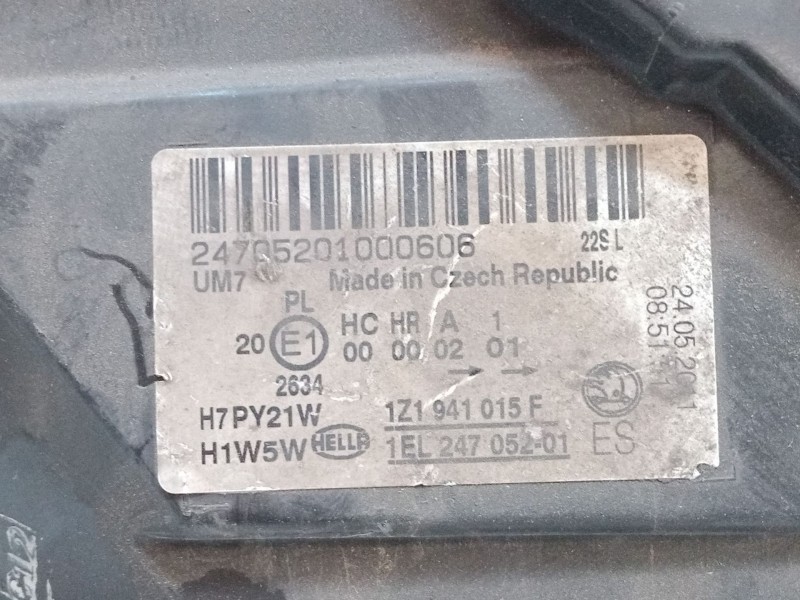 24705201000606 22S L
UM7 Made in Czech Republic
PL
20 E1 HC HR A 1
00 00 02 01
2634
H7PY21W 1Z1 941 015 F
H1W5W HELLA 1EL 247 052-01 ES
24.05.
08:51